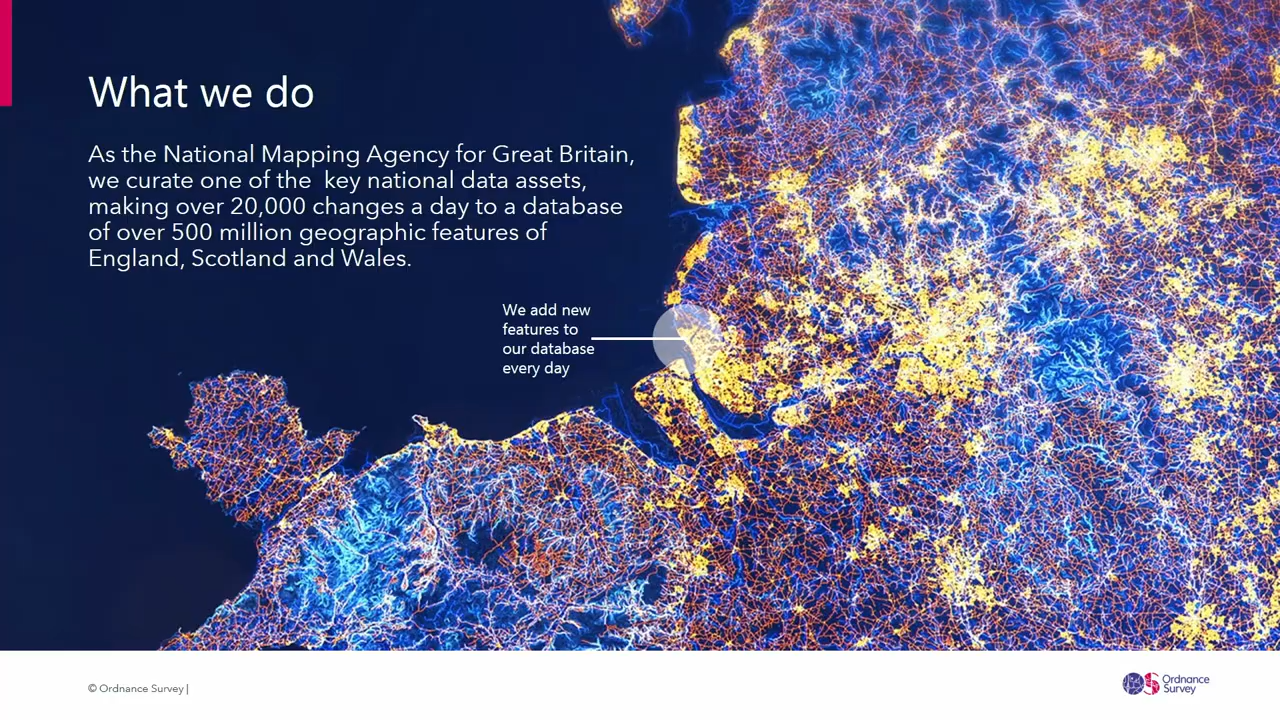 What we do
As the National Mapping Agency for Great Britain,
we curate one of the  key national data assets,
making over 20,000 changes a day to a database
of over 500 million geographic features of
England, Scotland and Wales.
We add new
features to
our database
every day
© Ordnance Survey |
Ordnance
Survey